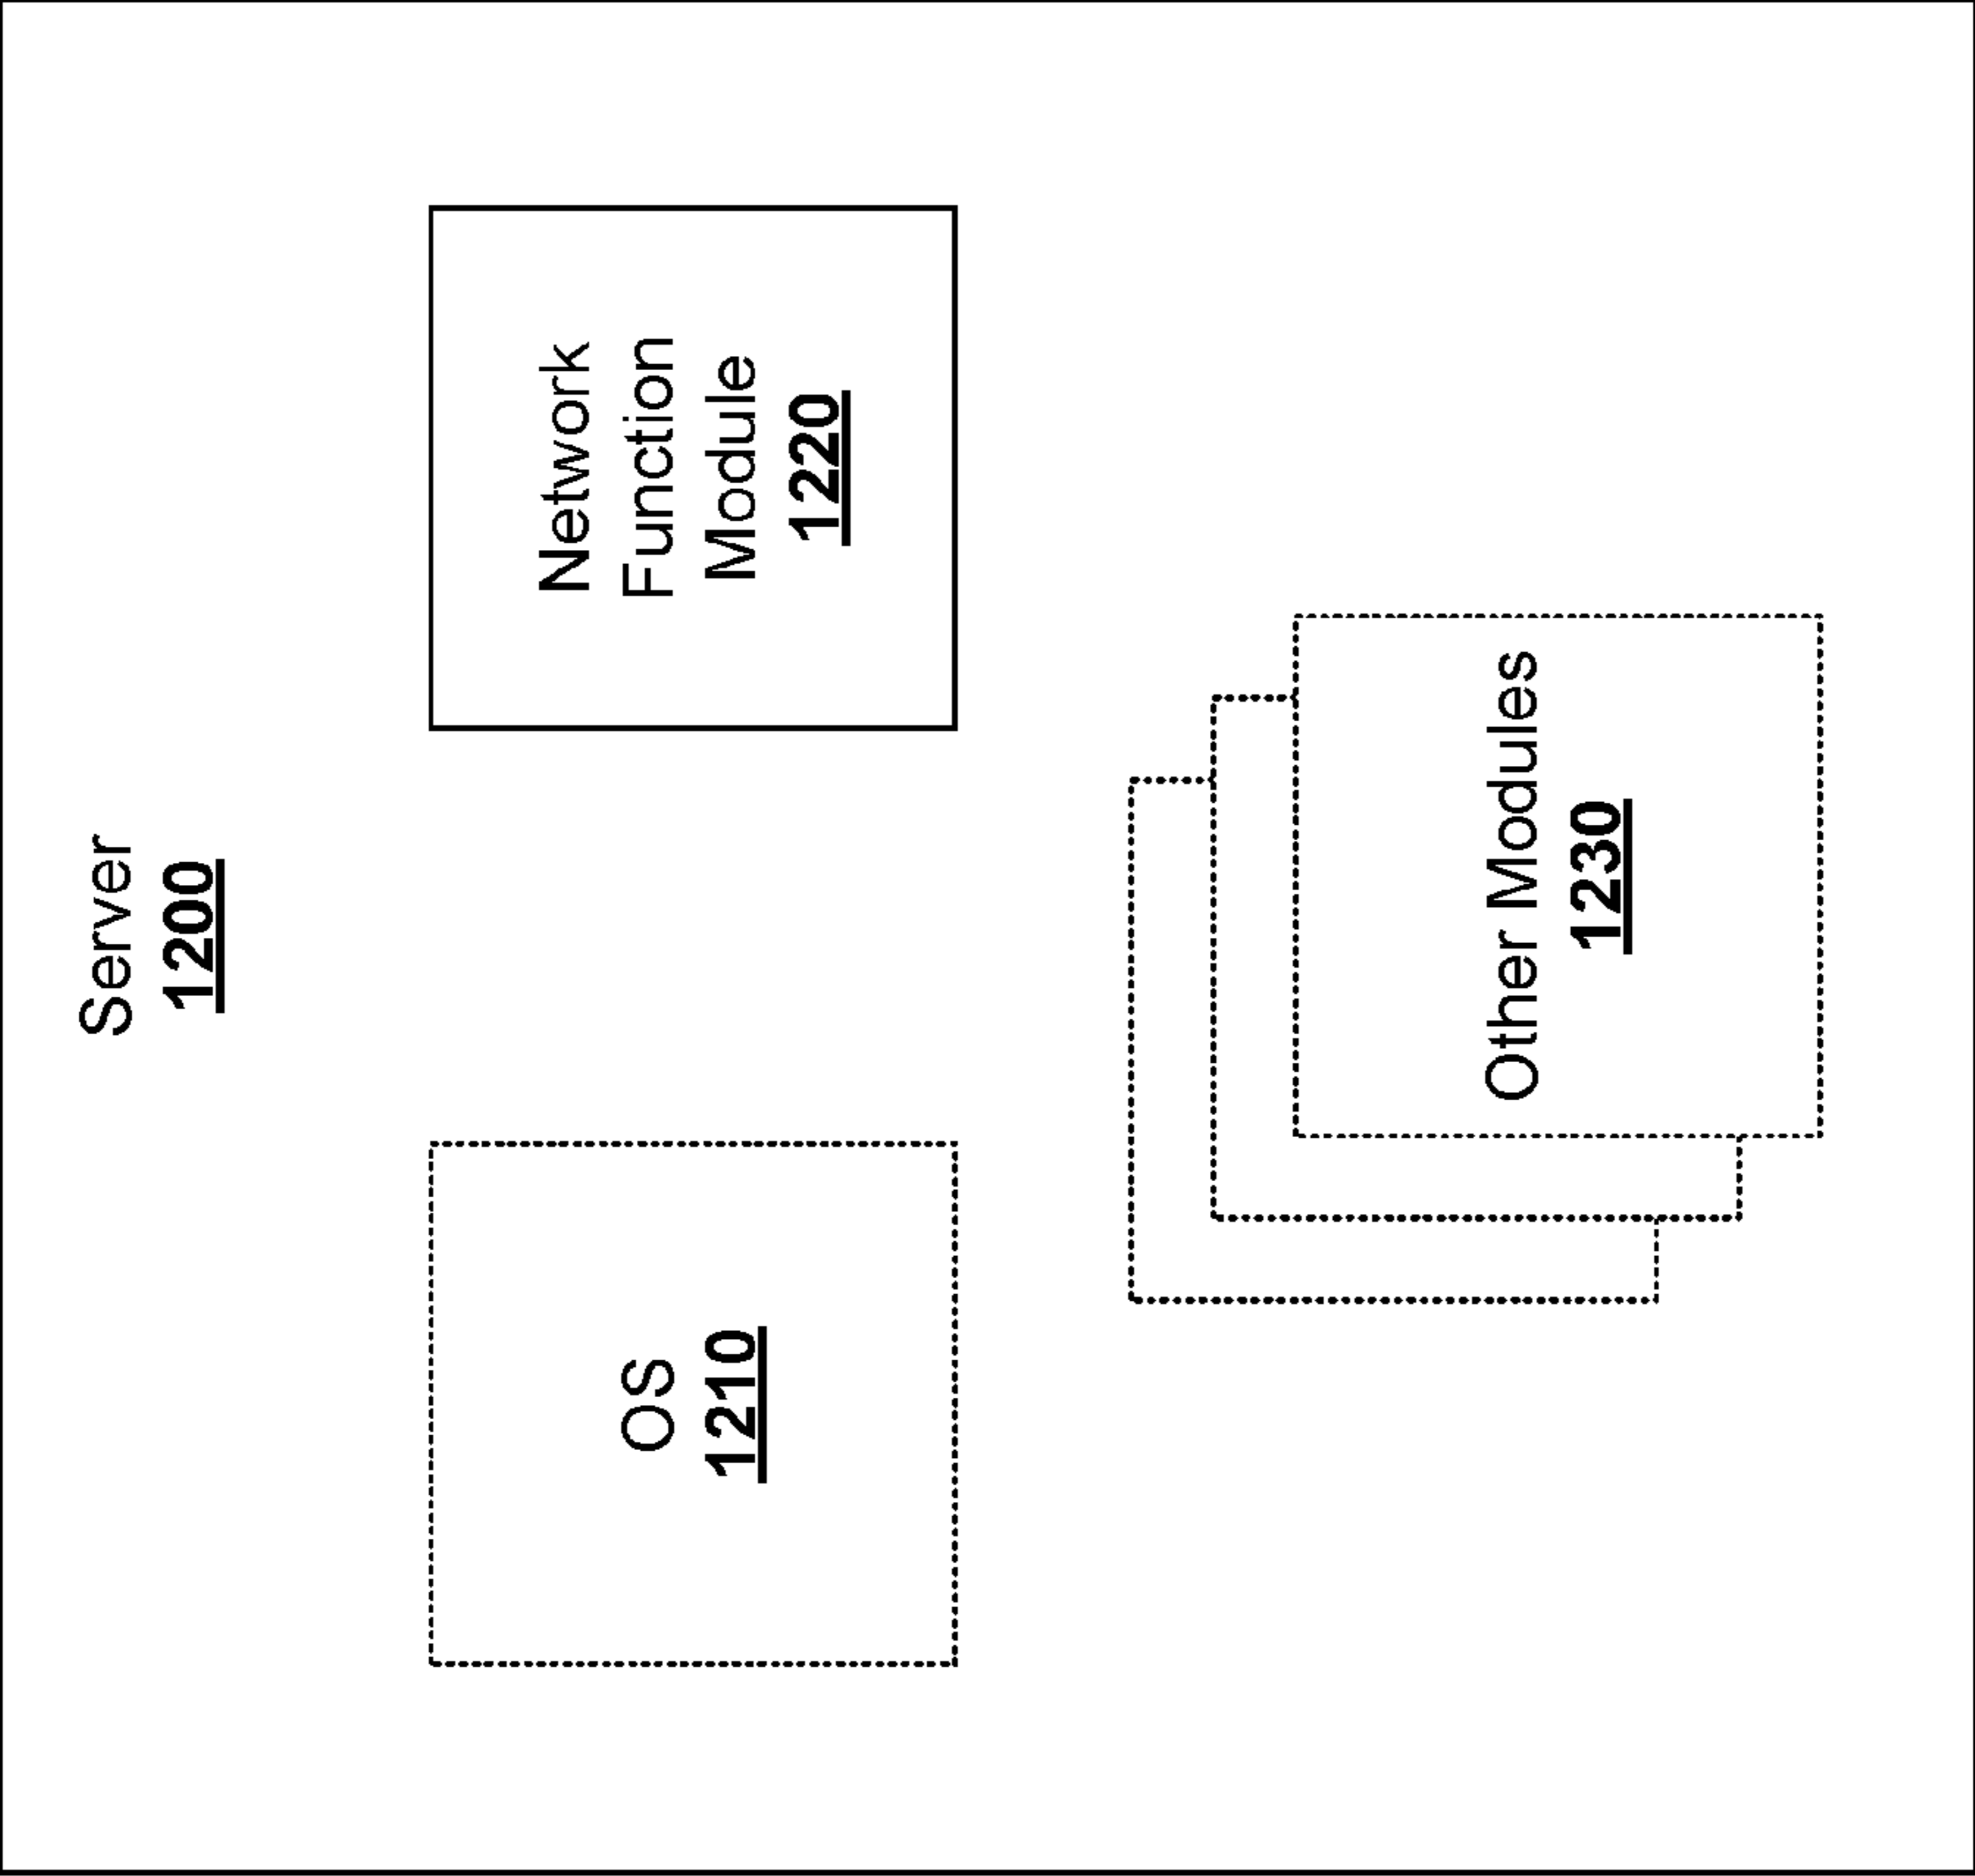 Server
1200
OS
1210
Network
Function
Module
1220
Other Modules
1230